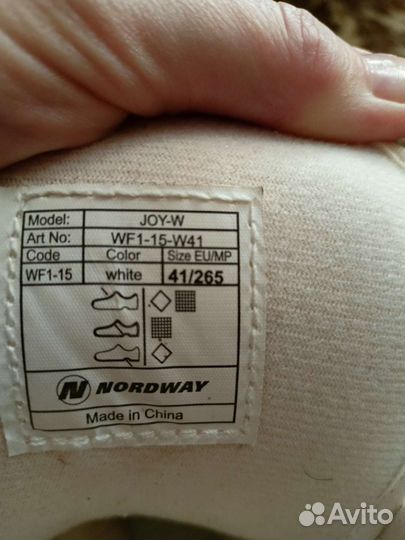 Model: JOY-W
Art No: WF1-15-W41
Code Color Size EU/MP
WF1-15 white 41/265
N NORDWAY
Made in China
Avito